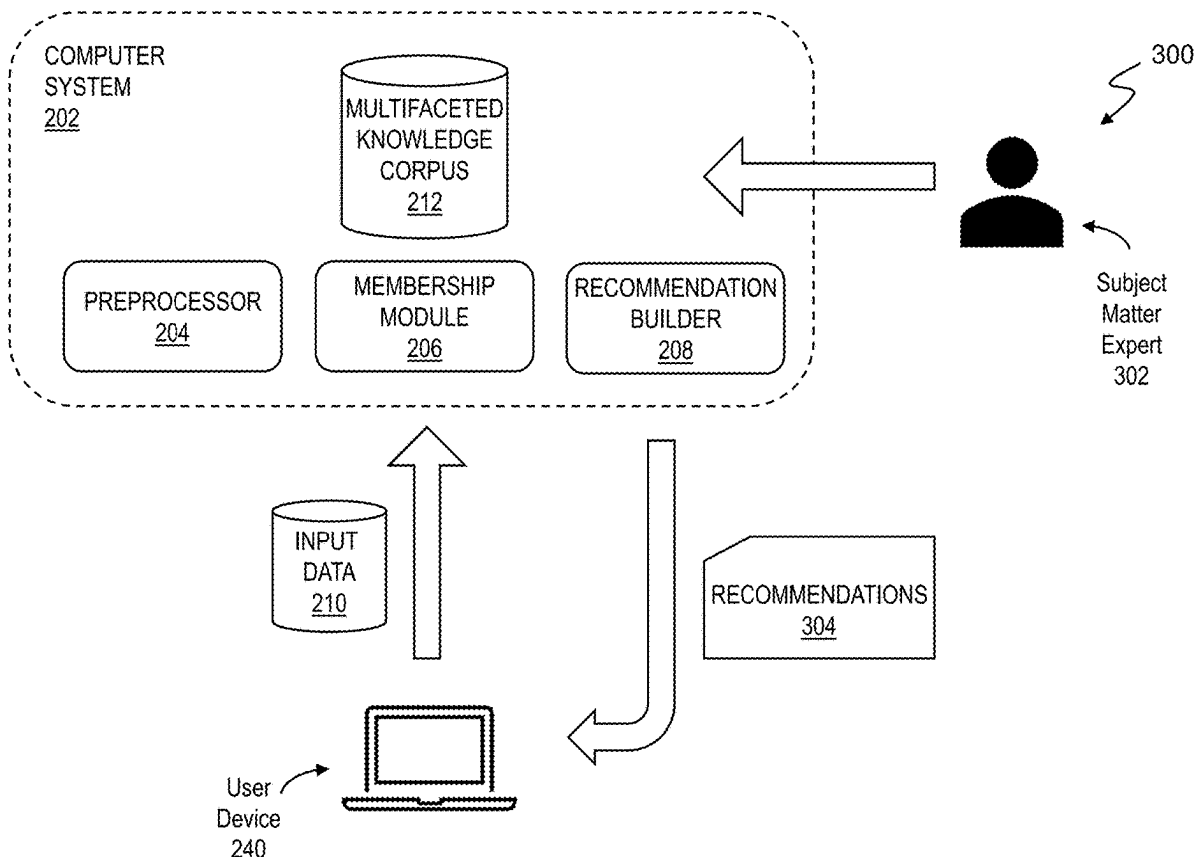 COMPUTER
SYSTEM
202
MULTIFACETED
KNOWLEDGE
CORPUS
212
300
PREPROCESSOR
204
MEMBERSHIP
MODULE
206
RECOMMENDATION
BUILDER
208
Subject
Matter
Expert
302
INPUT
DATA
210
RECOMMENDATIONS
304
User
Device
240